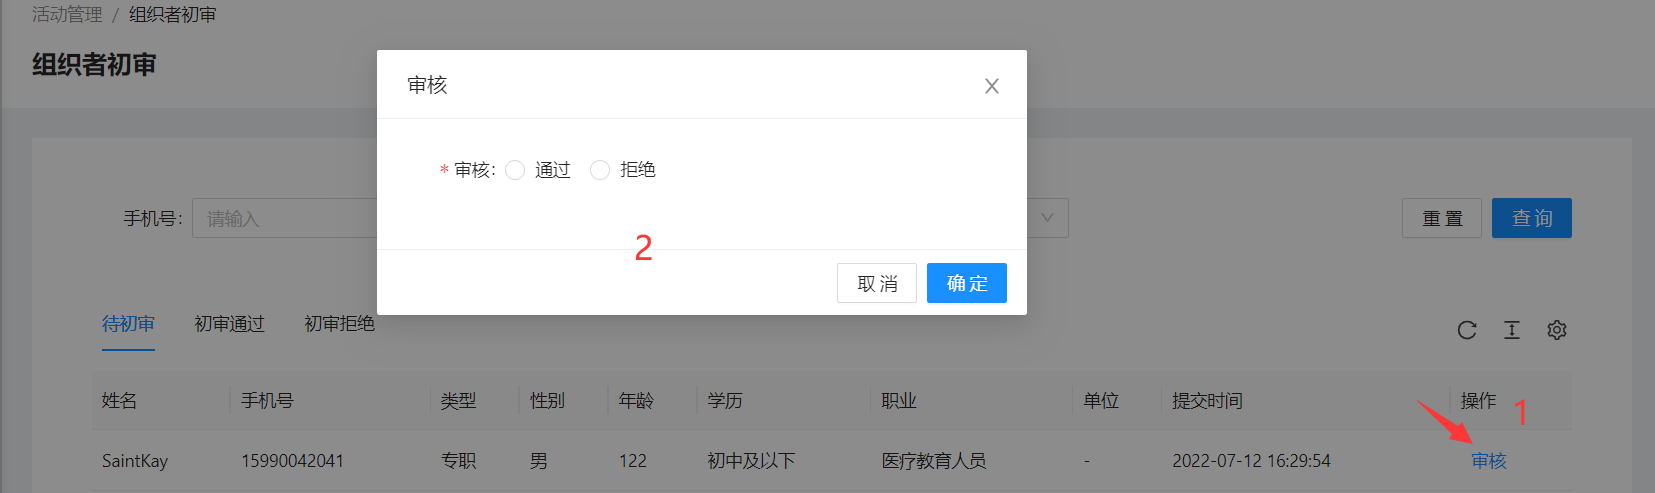 活动管理 / 组织者初审
组织者初审
审核
* 审核: 通过 拒绝
手机号: 请输入
重 置 查 询
2
取 消 确 定
待初审 初审通过 初审拒绝
姓名 手机号 类型 性别 年龄 学历 职业 单位 提交时间 操作 1
SaintKay 15990042041 专职 男 122 初中及以下 医疗教育人员 - 2022-07-12 16:29:54 审核